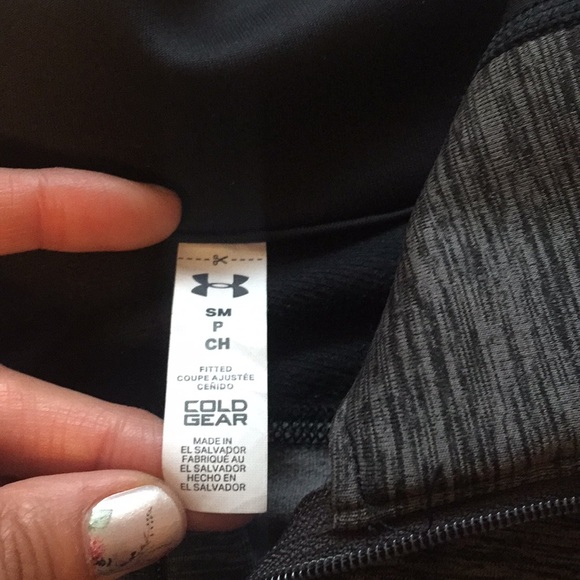 SM
P
CH
FITTED
COUPE AJUSTÉE
CEÑIDO
COLD
GEAR
MADE IN
EL SALVADOR
FABRIQUÉ AU
EL SALVADOR
HECHO EN
EL SALVADOR